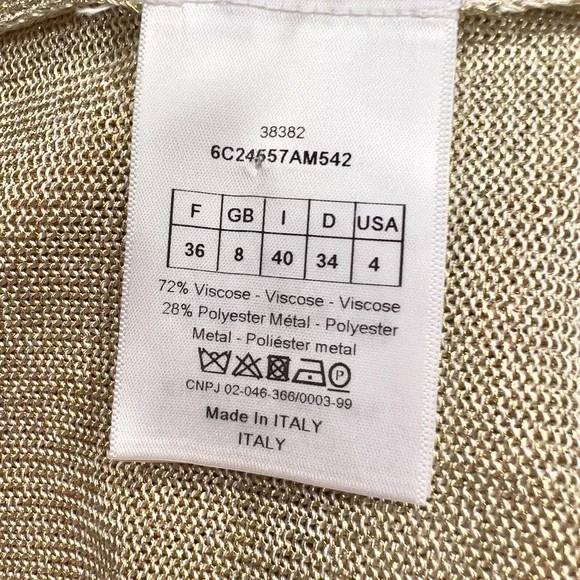 38382
6C24557AM542
F GB I D USA
36 8 40 34 4
72% Viscose - Viscose - Viscose
28% Polyester Métal - Polyester
Metal - Poliéster metal
P
CNPJ 02-046-366/0003-99
Made In ITALY
ITALY